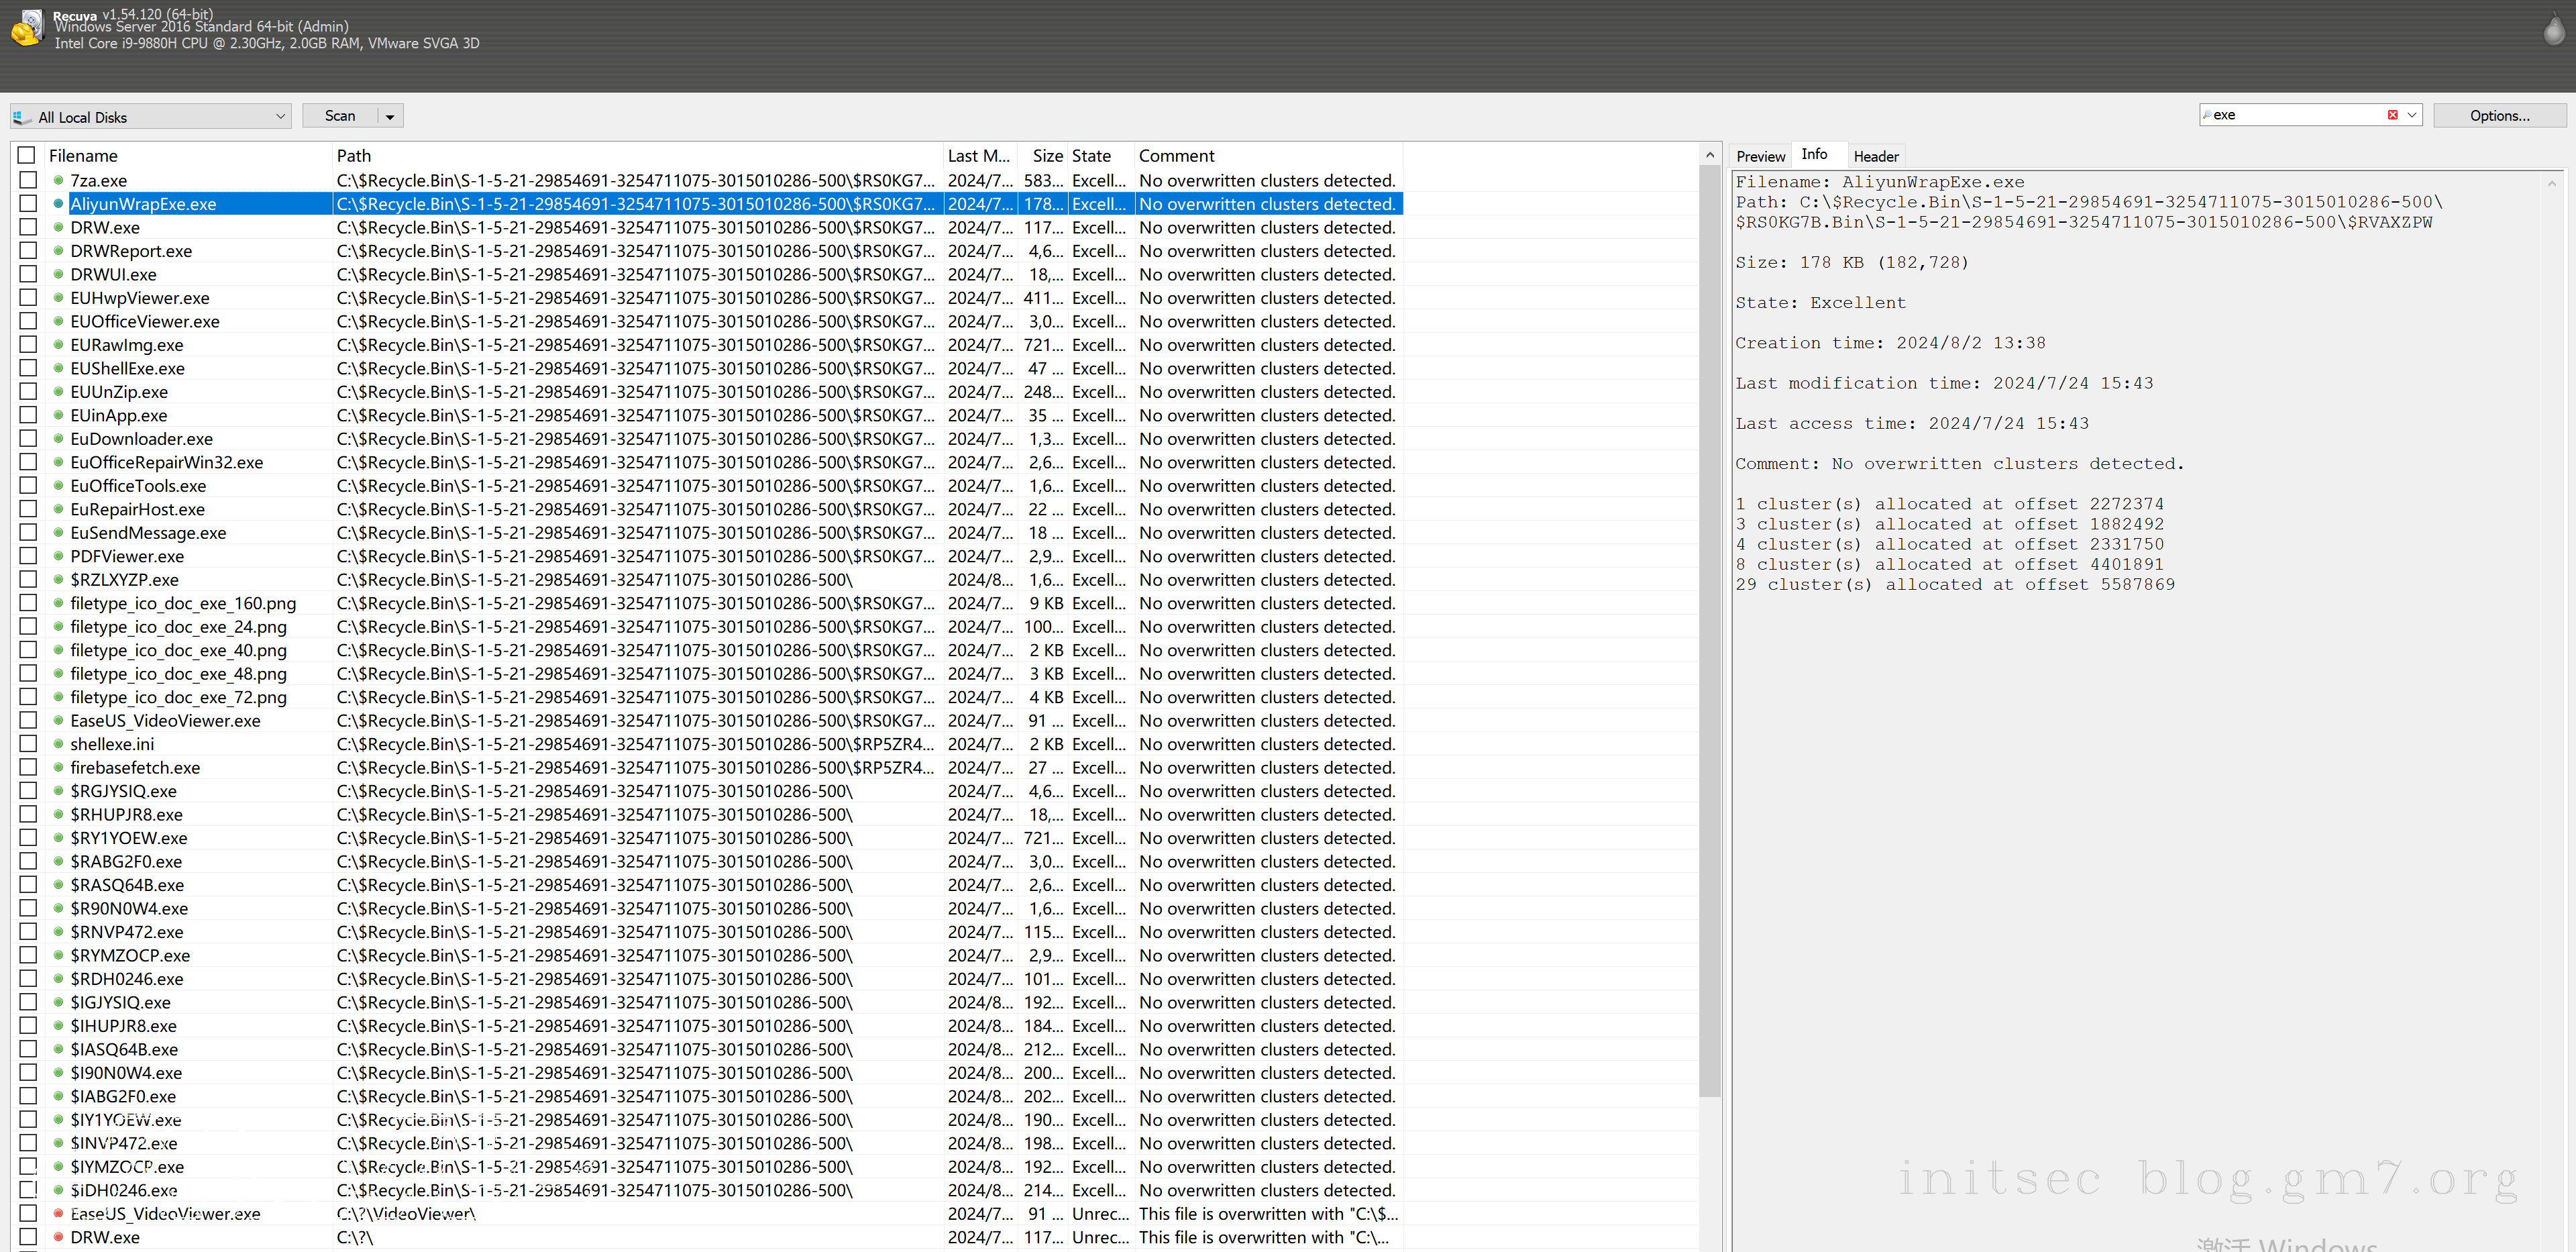 Recuva v1.54.120 (64-bit)
Windows Server 2016 Standard 64-bit (Admin)
Intel Core i9-9880H CPU @ 2.30GHz, 2.0GB RAM, VMware SVGA 3D
All Local Disks Scan exe Options...
Filename Path Last M... Size State Comment
7za.exe C:\$Recycle.Bin\S-1-5-21-29854691-3254711075-3015010286-500\$RS0KG7... 2024/7... 583... Excell... No overwritten clusters detected.
AliyunWrapExe.exe C:\$Recycle.Bin\S-1-5-21-29854691-3254711075-3015010286-500\$RS0KG7... 2024/7... 178... Excell... No overwritten clusters detected.
DRW.exe C:\$Recycle.Bin\S-1-5-21-29854691-3254711075-3015010286-500\$RS0KG7... 2024/7... 117... Excell... No overwritten clusters detected.
DRWReport.exe C:\$Recycle.Bin\S-1-5-21-29854691-3254711075-3015010286-500\$RS0KG7... 2024/7... 4,6... Excell... No overwritten clusters detected.
DRWUI.exe C:\$Recycle.Bin\S-1-5-21-29854691-3254711075-3015010286-500\$RS0KG7... 2024/7... 18,... Excell... No overwritten clusters detected.
EUHwpViewer.exe C:\$Recycle.Bin\S-1-5-21-29854691-3254711075-3015010286-500\$RS0KG7... 2024/7... 411... Excell... No overwritten clusters detected.
EUOfficeViewer.exe C:\$Recycle.Bin\S-1-5-21-29854691-3254711075-3015010286-500\$RS0KG7... 2024/7... 3,0... Excell... No overwritten clusters detected.
EURawImg.exe C:\$Recycle.Bin\S-1-5-21-29854691-3254711075-3015010286-500\$RS0KG7... 2024/7... 721... Excell... No overwritten clusters detected.
EUShellExe.exe C:\$Recycle.Bin\S-1-5-21-29854691-3254711075-3015010286-500\$RS0KG7... 2024/7... 47 ... Excell... No overwritten clusters detected.
EUUnZip.exe C:\$Recycle.Bin\S-1-5-21-29854691-3254711075-3015010286-500\$RS0KG7... 2024/7... 248... Excell... No overwritten clusters detected.
EUinApp.exe C:\$Recycle.Bin\S-1-5-21-29854691-3254711075-3015010286-500\$RS0KG7... 2024/7... 35 ... Excell... No overwritten clusters detected.
EuDownloader.exe C:\$Recycle.Bin\S-1-5-21-29854691-3254711075-3015010286-500\$RS0KG7... 2024/7... 1,3... Excell... No overwritten clusters detected.
EuOfficeRepairWin32.exe C:\$Recycle.Bin\S-1-5-21-29854691-3254711075-3015010286-500\$RS0KG7... 2024/7... 2,6... Excell... No overwritten clusters detected.
EuOfficeTools.exe C:\$Recycle.Bin\S-1-5-21-29854691-3254711075-3015010286-500\$RS0KG7... 2024/7... 1,6... Excell... No overwritten clusters detected.
EuRepairHost.exe C:\$Recycle.Bin\S-1-5-21-29854691-3254711075-3015010286-500\$RS0KG7... 2024/7... 22 ... Excell... No overwritten clusters detected.
EuSendMessage.exe C:\$Recycle.Bin\S-1-5-21-29854691-3254711075-3015010286-500\$RS0KG7... 2024/7... 18 ... Excell... No overwritten clusters detected.
PDFViewer.exe C:\$Recycle.Bin\S-1-5-21-29854691-3254711075-3015010286-500\$RS0KG7... 2024/7... 2,9... Excell... No overwritten clusters detected.
$RZLXYZP.exe C:\$Recycle.Bin\S-1-5-21-29854691-3254711075-3015010286-500\ 2024/8... 1,6... Excell... No overwritten clusters detected.
filetype_ico_doc_exe_160.png C:\$Recycle.Bin\S-1-5-21-29854691-3254711075-3015010286-500\$RS0KG7... 2024/7... 9 KB Excell... No overwritten clusters detected.
filetype_ico_doc_exe_24.png C:\$Recycle.Bin\S-1-5-21-29854691-3254711075-3015010286-500\$RS0KG7... 2024/7... 100... Excell... No overwritten clusters detected.
filetype_ico_doc_exe_40.png C:\$Recycle.Bin\S-1-5-21-29854691-3254711075-3015010286-500\$RS0KG7... 2024/7... 2 KB Excell... No overwritten clusters detected.
filetype_ico_doc_exe_48.png C:\$Recycle.Bin\S-1-5-21-29854691-3254711075-3015010286-500\$RS0KG7... 2024/7... 3 KB Excell... No overwritten clusters detected.
filetype_ico_doc_exe_72.png C:\$Recycle.Bin\S-1-5-21-29854691-3254711075-3015010286-500\$RS0KG7... 2024/7... 4 KB Excell... No overwritten clusters detected.
EaseUS_VideoViewer.exe C:\$Recycle.Bin\S-1-5-21-29854691-3254711075-3015010286-500\$RS0KG7... 2024/7... 91 ... Excell... No overwritten clusters detected.
shellexe.ini C:\$Recycle.Bin\S-1-5-21-29854691-3254711075-3015010286-500\$RP5ZR4... 2024/7... 2 KB Excell... No overwritten clusters detected.
firebasefetch.exe C:\$Recycle.Bin\S-1-5-21-29854691-3254711075-3015010286-500\$RP5ZR4... 2024/7... 27 ... Excell... No overwritten clusters detected.
$RGJYSIQ.exe C:\$Recycle.Bin\S-1-5-21-29854691-3254711075-3015010286-500\ 2024/7... 4,6... Excell... No overwritten clusters detected.
$RHUPJR8.exe C:\$Recycle.Bin\S-1-5-21-29854691-3254711075-3015010286-500\ 2024/7... 18,... Excell... No overwritten clusters detected.
$RY1YOEW.exe C:\$Recycle.Bin\S-1-5-21-29854691-3254711075-3015010286-500\ 2024/7... 721... Excell... No overwritten clusters detected.
$RABG2F0.exe C:\$Recycle.Bin\S-1-5-21-29854691-3254711075-3015010286-500\ 2024/7... 3,0... Excell... No overwritten clusters detected.
$RASQ64B.exe C:\$Recycle.Bin\S-1-5-21-29854691-3254711075-3015010286-500\ 2024/7... 2,6... Excell... No overwritten clusters detected.
$R90N0W4.exe C:\$Recycle.Bin\S-1-5-21-29854691-3254711075-3015010286-500\ 2024/7... 1,6... Excell... No overwritten clusters detected.
$RNVP472.exe C:\$Recycle.Bin\S-1-5-21-29854691-3254711075-3015010286-500\ 2024/7... 115... Excell... No overwritten clusters detected.
$RYMZOCP.exe C:\$Recycle.Bin\S-1-5-21-29854691-3254711075-3015010286-500\ 2024/7... 2,9... Excell... No overwritten clusters detected.
$RDH0246.exe C:\$Recycle.Bin\S-1-5-21-29854691-3254711075-3015010286-500\ 2024/7... 101... Excell... No overwritten clusters detected.
$IGJYSIQ.exe C:\$Recycle.Bin\S-1-5-21-29854691-3254711075-3015010286-500\ 2024/8... 192... Excell... No overwritten clusters detected.
$IHUPJR8.exe C:\$Recycle.Bin\S-1-5-21-29854691-3254711075-3015010286-500\ 2024/8... 184... Excell... No overwritten clusters detected.
$IASQ64B.exe C:\$Recycle.Bin\S-1-5-21-29854691-3254711075-3015010286-500\ 2024/8... 212... Excell... No overwritten clusters detected.
$I90N0W4.exe C:\$Recycle.Bin\S-1-5-21-29854691-3254711075-3015010286-500\ 2024/8... 200... Excell... No overwritten clusters detected.
$IABG2F0.exe C:\$Recycle.Bin\S-1-5-21-29854691-3254711075-3015010286-500\ 2024/8... 202... Excell... No overwritten clusters detected.
$IY1YOEW.exe C:\$Recycle.Bin\S-1-5-21-29854691-3254711075-3015010286-500\ 2024/8... 190... Excell... No overwritten clusters detected.
$INVP472.exe C:\$Recycle.Bin\S-1-5-21-29854691-3254711075-3015010286-500\ 2024/8... 198... Excell... No overwritten clusters detected.
$IYMZOCP.exe C:\$Recycle.Bin\S-1-5-21-29854691-3254711075-3015010286-500\ 2024/8... 192... Excell... No overwritten clusters detected.
$IDH0246.exe C:\$Recycle.Bin\S-1-5-21-29854691-3254711075-3015010286-500\ 2024/8... 214... Excell... No overwritten clusters detected.
EaseUS_VideoViewer.exe C:\?\VideoViewer\ 2024/7... 91 ... Unrec... This file is overwritten with "C:\$...
DRW.exe C:\?\ 2024/7... 117... Unrec... This file is overwritten with "C:\...
Preview Info Header
Filename: AliyunWrapExe.exe
Path: C:\$Recycle.Bin\S-1-5-21-29854691-3254711075-3015010286-500\
$RS0KG7B.Bin\S-1-5-21-29854691-3254711075-3015010286-500\$RVAXZPW
Size: 178 KB (182,728)
State: Excellent
Creation time: 2024/8/2 13:38
Last modification time: 2024/7/24 15:43
Last access time: 2024/7/24 15:43
Comment: No overwritten clusters detected.
1 cluster(s) allocated at offset 2272374
3 cluster(s) allocated at offset 1882492
4 cluster(s) allocated at offset 2331750
8 cluster(s) allocated at offset 4401891
29 cluster(s) allocated at offset 5587869
initsec blog.gm7.org
激活 Windows